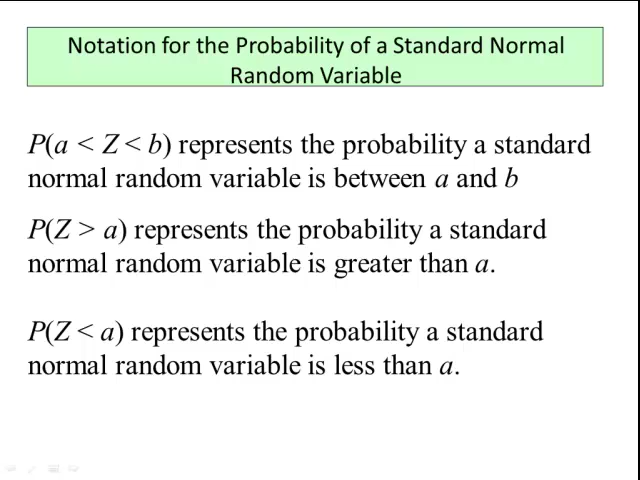 Notation for the Probability of a Standard Normal
Random Variable
P(a < Z < b) represents the probability a standard
normal random variable is between a and b
P(Z > a) represents the probability a standard
normal random variable is greater than a.
P(Z < a) represents the probability a standard
normal random variable is less than a.